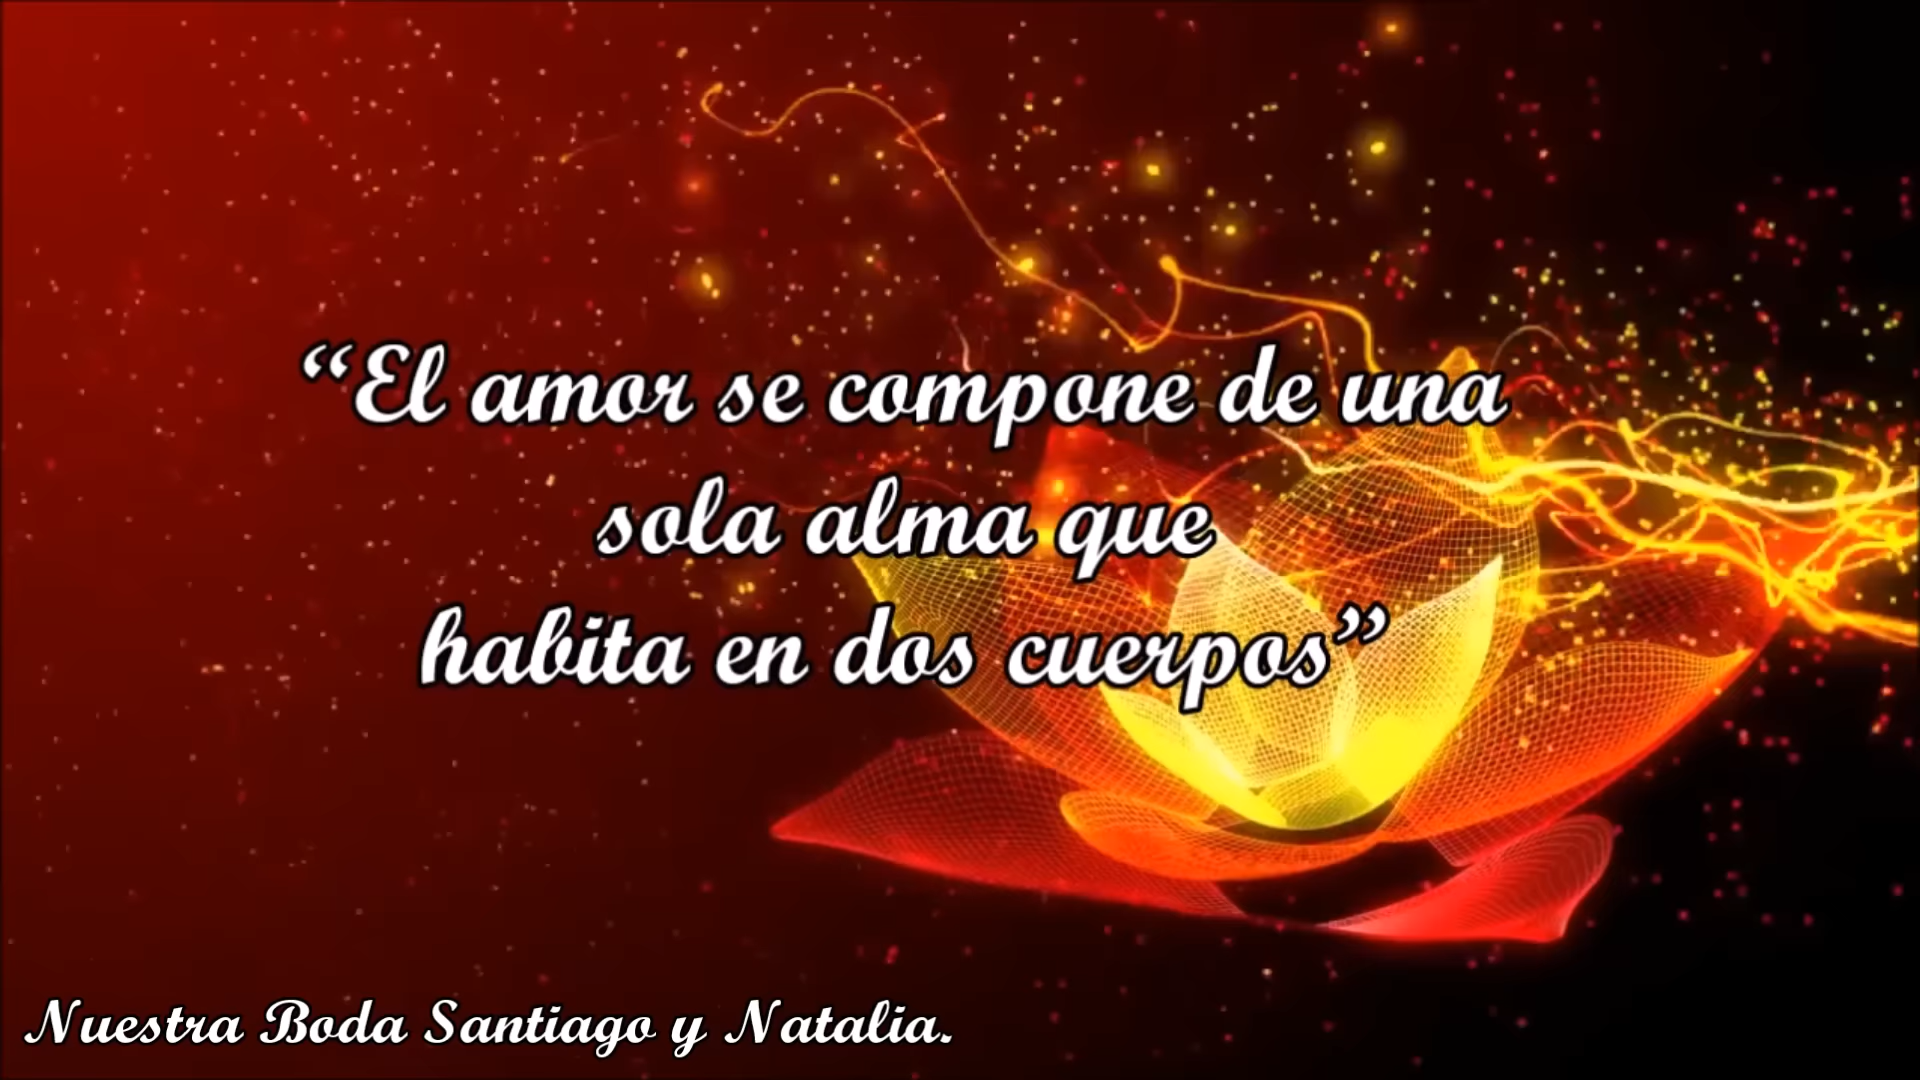 “El amor se compone de una
sola alma que
habita en dos cuerpos”
Nuestra Boda Santiago y Natalia.